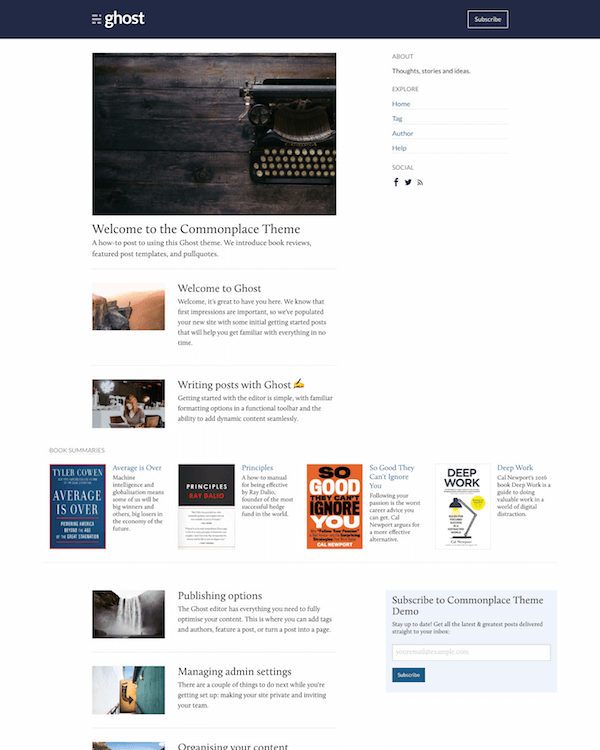 ghost
Subscribe
ABOUT
Thoughts, stories and ideas.
EXPLORE
Home
Tag
Author
Help
SOCIAL
Welcome to the Commonplace Theme
A how-to post to using this Ghost theme. We introduce book reviews,
featured post templates, and pullquotes.
Welcome to Ghost
Welcome, it's great to have you here. We know that
first impressions are important, so we've populated
your new site with some initial getting started posts
that will help you get familiar with everything in no
time.
Writing posts with Ghost ✍️
Getting started with the editor is simple, with familiar
formatting options in a functional toolbar and the
ability to add dynamic content seamlessly.
BOOK SUMMARIES
TYLER COWEN
AVERAGE
IS OVER
POWERING AMERICA
BEYOND THE AGE
OF THE GREAT STAGNATION
Average is Over
Machine
intelligence and
globalisation means
some of us will be
big winners and
others, big losers in
the economy of the
future.
PRINCIPLES
RAY DALIO
Principles
A how-to manual
for being effective
by Ray Dalio,
founder of the most
successful hedge
fund in the world.
SO
GOOD
THEY CAN'T
IGNORE
YOU
CAL NEWPORT
So Good They
Can't Ignore
You
Following your
passion is the worst
career advice you
can get. Cal
Newport argues for
a more effective
alternative.
DEEP
WORK
Cal Newport
Deep Work
Cal Newport's 2016
book Deep Work is a
guide to doing
valuable work in a
world of digital
distraction.
Publishing options
The Ghost editor has everything you need to fully
optimise your content. This is where you can add tags
and authors, feature a post, or turn a post into a page.
Subscribe to Commonplace Theme
Demo
Stay up to date! Get all the latest & greatest posts delivered
straight to your inbox:
youremail@example.com
Subscribe
Managing admin settings
There are a couple of things to do next while you're
getting set up: making your site private and inviting
your team.
Organising your content